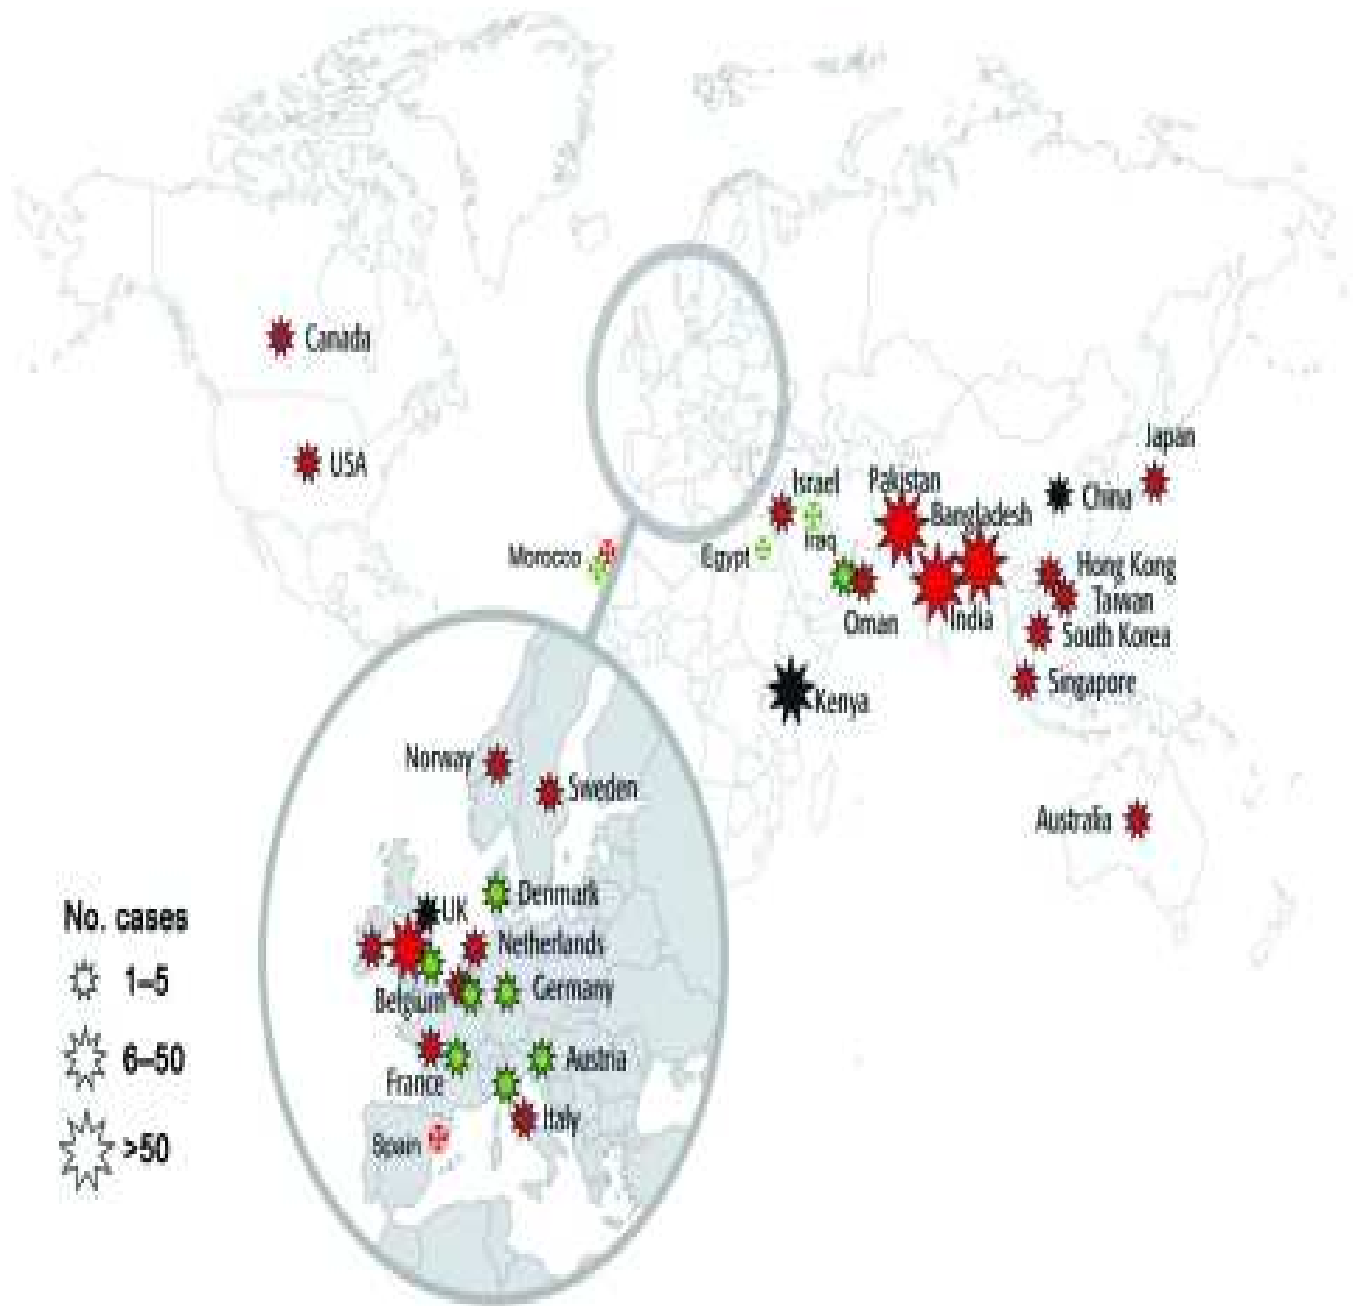 Canada
USA
Japan
Israel
Pakistan
China
Bangladesh
Iraq
Morocco
Egypt
Hong Kong
Taiwan
Oman
India
South Korea
Singapore
Kenya
Norway
Sweden
Australia
Denmark
No. cases
UK
Netherlands
1–5
Belgium
Germany
6–50
Austria
France
Italy
Spain
>50